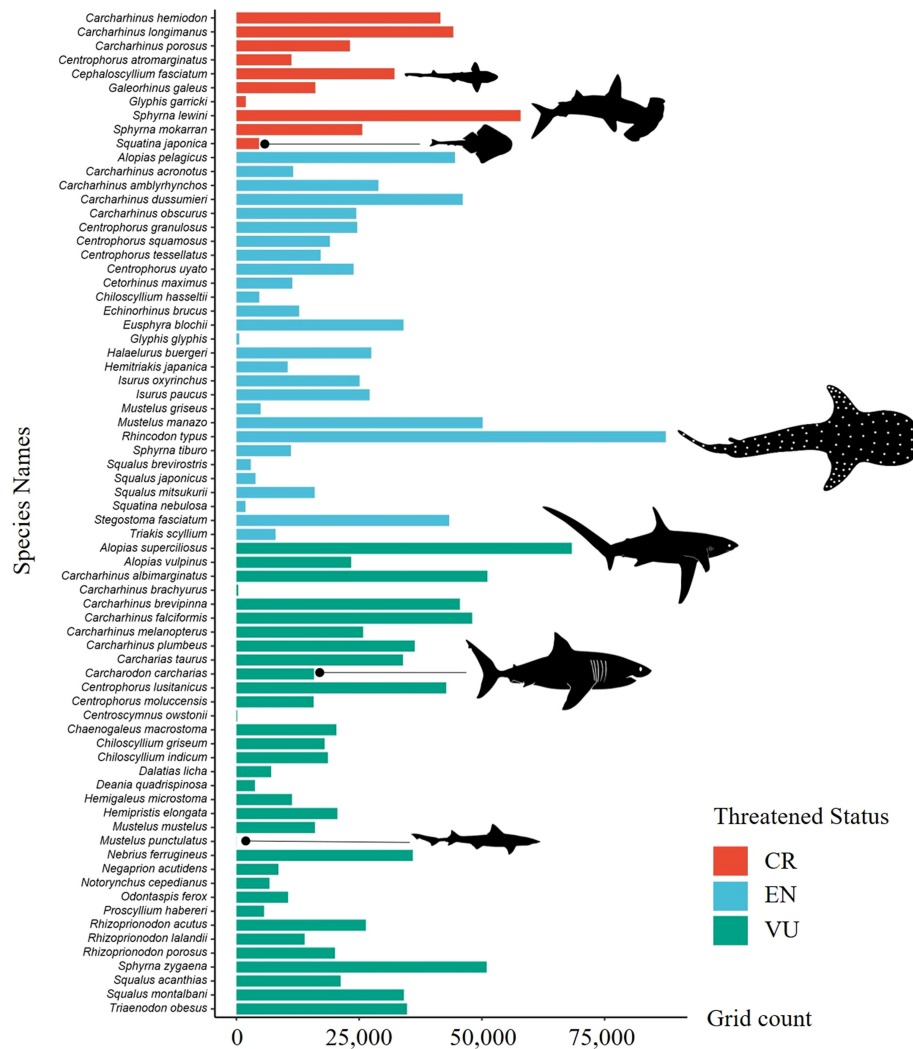 Carcharhinus hemiodon
Carcharhinus longimanus
Carcharhinus porosus
Centrophorus atromarginatus
Cephaloscyllium fasciatum
Galeorhinus galeus
Glyphis garricki
Sphyrna lewini
Sphyrna mokarran
Squatina japonica
Alopias pelagicus
Carcharhinus acronotus
Carcharhinus amblyrhynchos
Carcharhinus dussumieri
Carcharhinus obscurus
Centrophorus granulosus
Centrophorus squamosus
Centrophorus tessellatus
Centrophorus uyato
Cetorhinus maximus
Chiloscyllium hasseltii
Echinorhinus brucus
Eusphyra blochii
Glyphis glyphis
Halaelurus buergeri
Hemitriakis japanica
Isurus oxyrinchus
Isurus paucus
Mustelus griseus
Mustelus manazo
Rhincodon typus
Sphyrna tiburo
Squalus brevirostris
Squalus japonicus
Squalus mitsukurii
Squatina nebulosa
Stegostoma fasciatum
Triakis scyllium
Alopias superciliosus
Alopias vulpinus
Carcharhinus albimarginatus
Carcharhinus brachyurus
Carcharhinus brevipinna
Carcharhinus falciformis
Carcharhinus melanopterus
Carcharhinus plumbeus
Carcharias taurus
Carcharodon carcharias
Centrophorus lusitanicus
Centrophorus moluccensis
Centroscymnus owstonii
Chaenogaleus macrostoma
Chiloscyllium griseum
Chiloscyllium indicum
Dalatias licha
Deania quadrispinosa
Hemigaleus microstoma
Hemipristis elongata
Mustelus mustelus
Mustelus punctulatus
Nebrius ferrugineus
Negaprion acutidens
Notorynchus cepedianus
Odontaspis ferox
Proscyllium habereri
Rhizoprionodon acutus
Rhizoprionodon lalandii
Rhizoprionodon porosus
Sphyrna zygaena
Squalus acanthias
Squalus montalbani
Triaenodon obesus
Species Names
Threatened Status
CR
EN
VU
0 25,000 50,000 75,000
Grid count